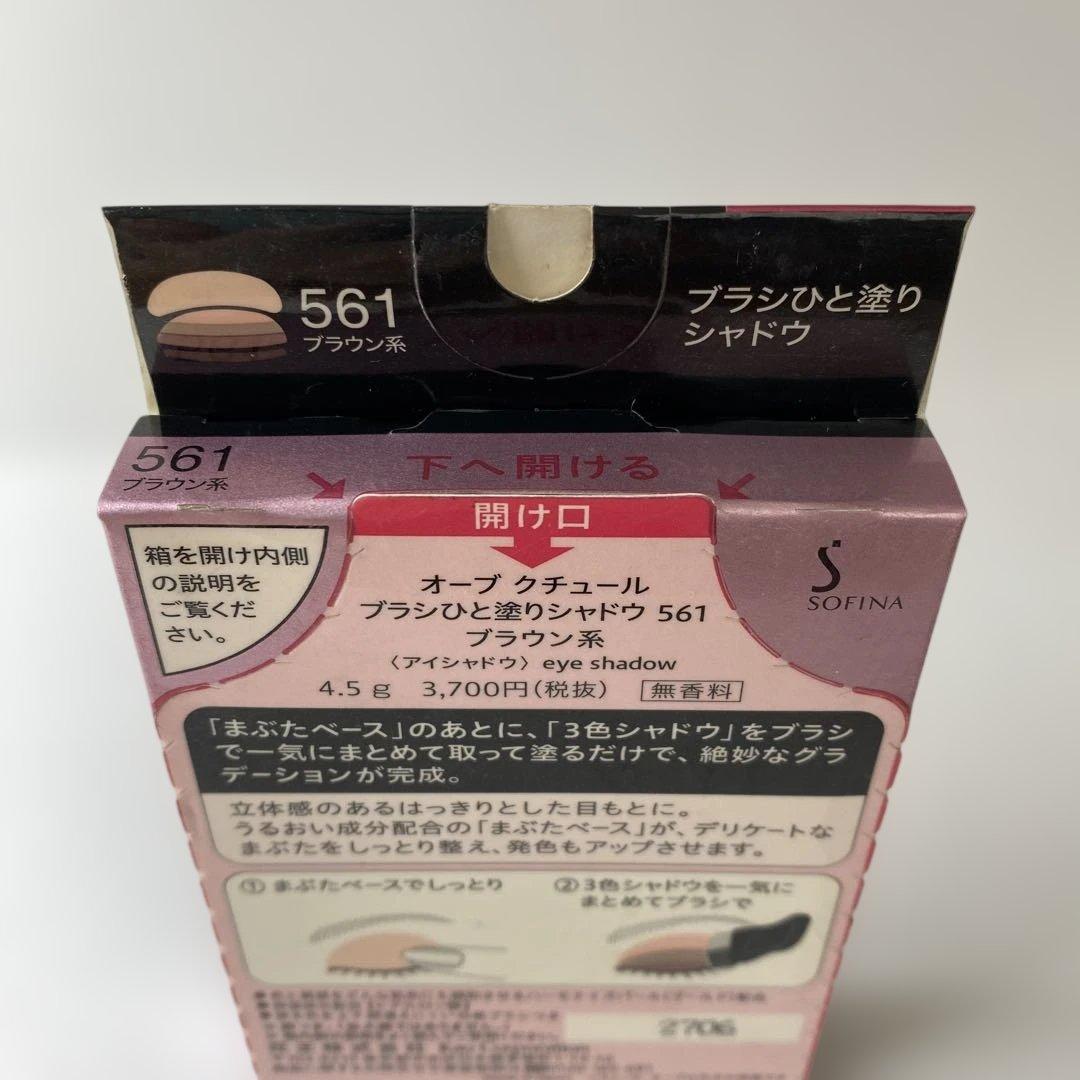 561
ブラウン系
ブラシひと塗り
シャドウ
561
ブラウン系
下へ開ける
開け口
箱を開け内側
の説明を
ご覧くだ
さい。
SOFINA
オーブ クチュール
ブラシひと塗りシャドウ 561
ブラウン系
〈アイシャドウ〉 eye shadow
4.5g 3,700円(税抜) 無香料
「まぶたベース」のあとに、「3色シャドウ」をブラシ
で一気にまとめて取って塗るだけで、絶妙なグラ
デーションが完成。
立体感のあるはっきりとした目もとに。
うるおい成分配合の「まぶたベース」が、デリケートな
まぶたをしっとり整え、発色もアップさせます。
① まぶたベースでしっとり
② 3色シャドウを一気に
まとめてブラシで
2706